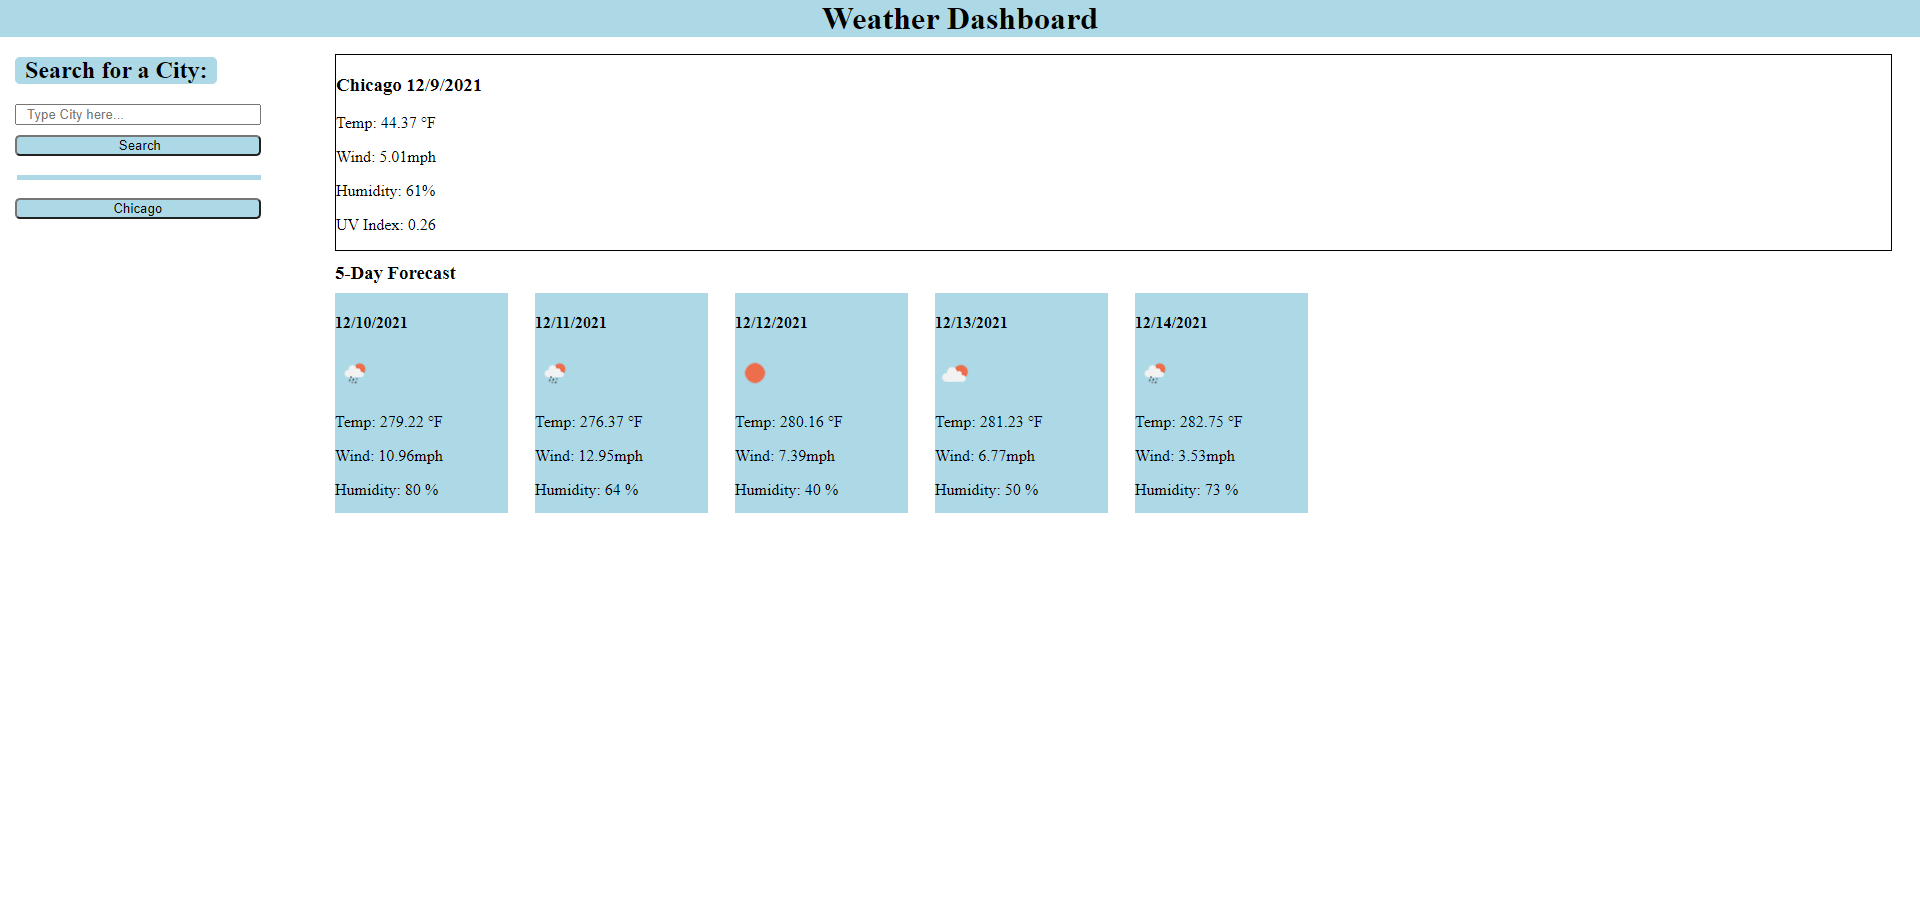 Weather Dashboard
Search for a City:
Type City here...
Search
Chicago
Chicago 12/9/2021
Temp: 44.37 °F
Wind: 5.01mph
Humidity: 61%
UV Index: 0.26
5-Day Forecast
12/10/2021
Temp: 279.22 °F
Wind: 10.96mph
Humidity: 80 %
12/11/2021
Temp: 276.37 °F
Wind: 12.95mph
Humidity: 64 %
12/12/2021
Temp: 280.16 °F
Wind: 7.39mph
Humidity: 40 %
12/13/2021
Temp: 281.23 °F
Wind: 6.77mph
Humidity: 50 %
12/14/2021
Temp: 282.75 °F
Wind: 3.53mph
Humidity: 73 %